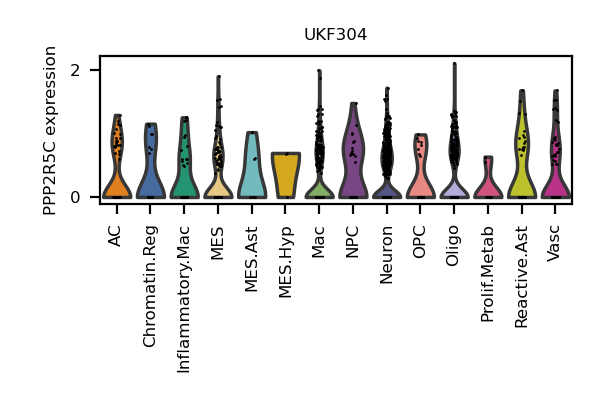 UKF304
PPP2R5C expression
2
0
AC
Chromatin.Reg
Inflammatory.Mac
MES
MES.Ast
MES.Hyp
Mac
NPC
Neuron
OPC
Oligo
Prolif.Metab
Reactive.Ast
Vasc